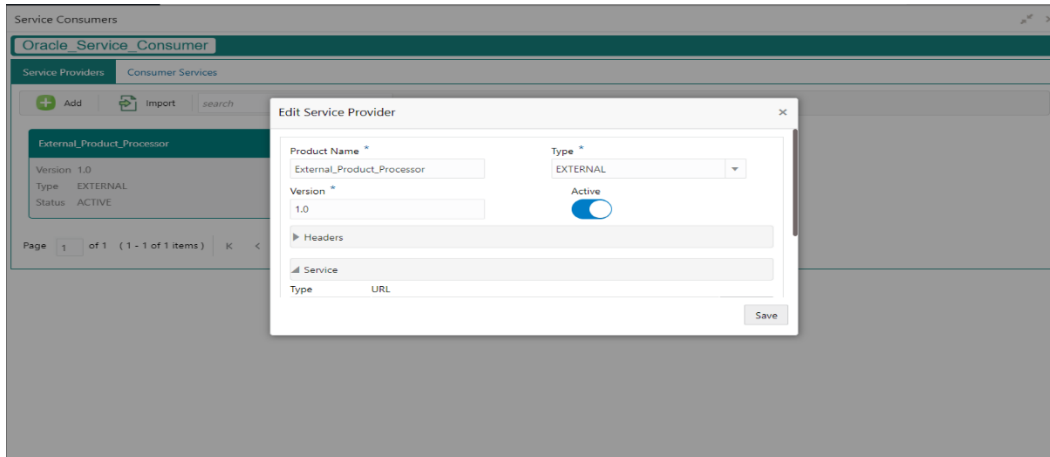 Service Consumers
Oracle_Service_Consumer
Service Providers Consumer Services
Add Import search
External_Product_Processor
Version 1.0
Type EXTERNAL
Status ACTIVE
Page 1 of 1 ( 1 - 1 of 1 items )
Edit Service Provider
Product Name * Type *
External_Product_Processor EXTERNAL
Version * Active
1.0
Headers
Service
Type URL
Save